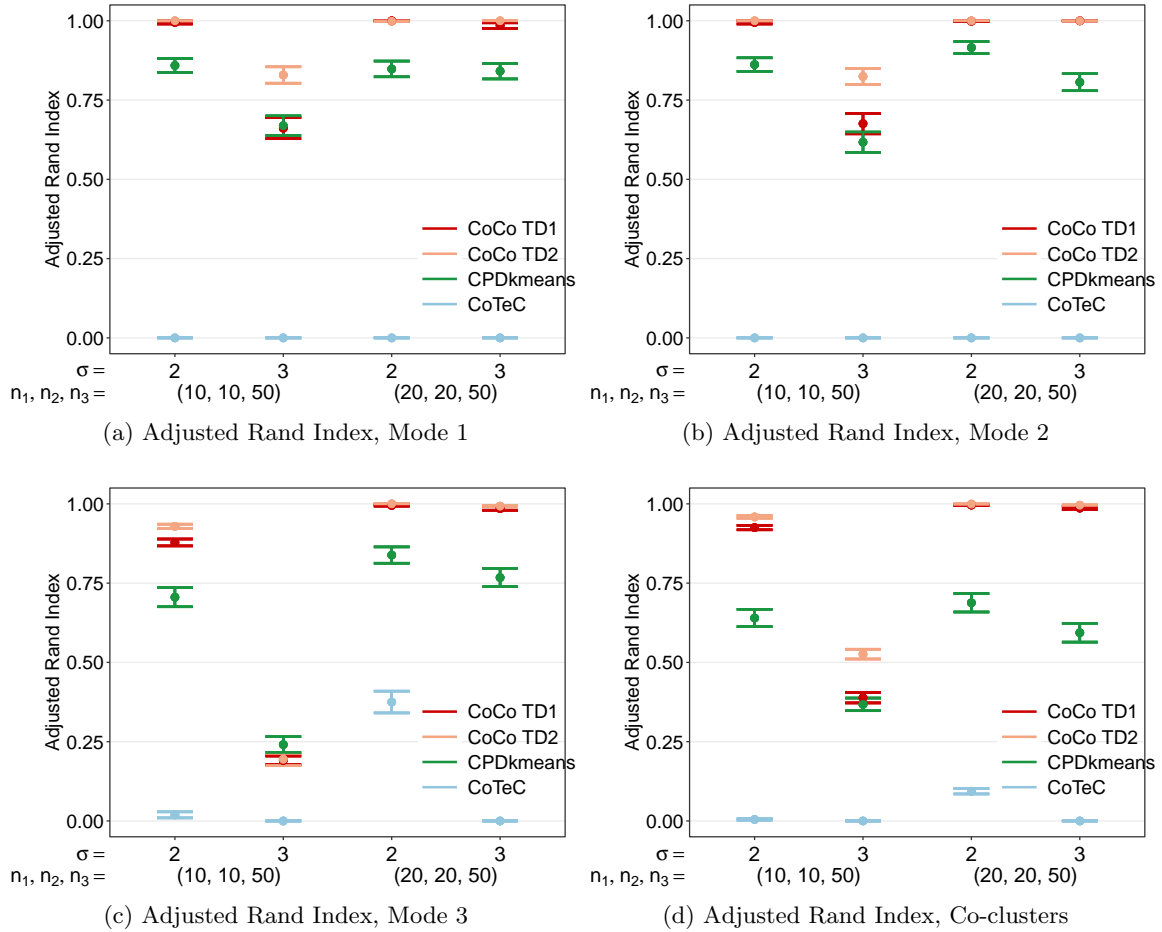 1.00
0.75
0.50
0.25
0.00
Adjusted Rand Index
CoCo TD1
CoCo TD2
CPDkmeans
CoTeC
σ = 2 3 2 3
n₁, n₂, n₃ = (10, 10, 50) (20, 20, 50)
(a) Adjusted Rand Index, Mode 1
1.00
0.75
0.50
0.25
0.00
Adjusted Rand Index
CoCo TD1
CoCo TD2
CPDkmeans
CoTeC
σ = 2 3 2 3
n₁, n₂, n₃ = (10, 10, 50) (20, 20, 50)
(b) Adjusted Rand Index, Mode 2
1.00
0.75
0.50
0.25
0.00
Adjusted Rand Index
CoCo TD1
CoCo TD2
CPDkmeans
CoTeC
σ = 2 3 2 3
n₁, n₂, n₃ = (10, 10, 50) (20, 20, 50)
(c) Adjusted Rand Index, Mode 3
1.00
0.75
0.50
0.25
0.00
Adjusted Rand Index
CoCo TD1
CoCo TD2
CPDkmeans
CoTeC
σ = 2 3 2 3
n₁, n₂, n₃ = (10, 10, 50) (20, 20, 50)
(d) Adjusted Rand Index, Co-clusters